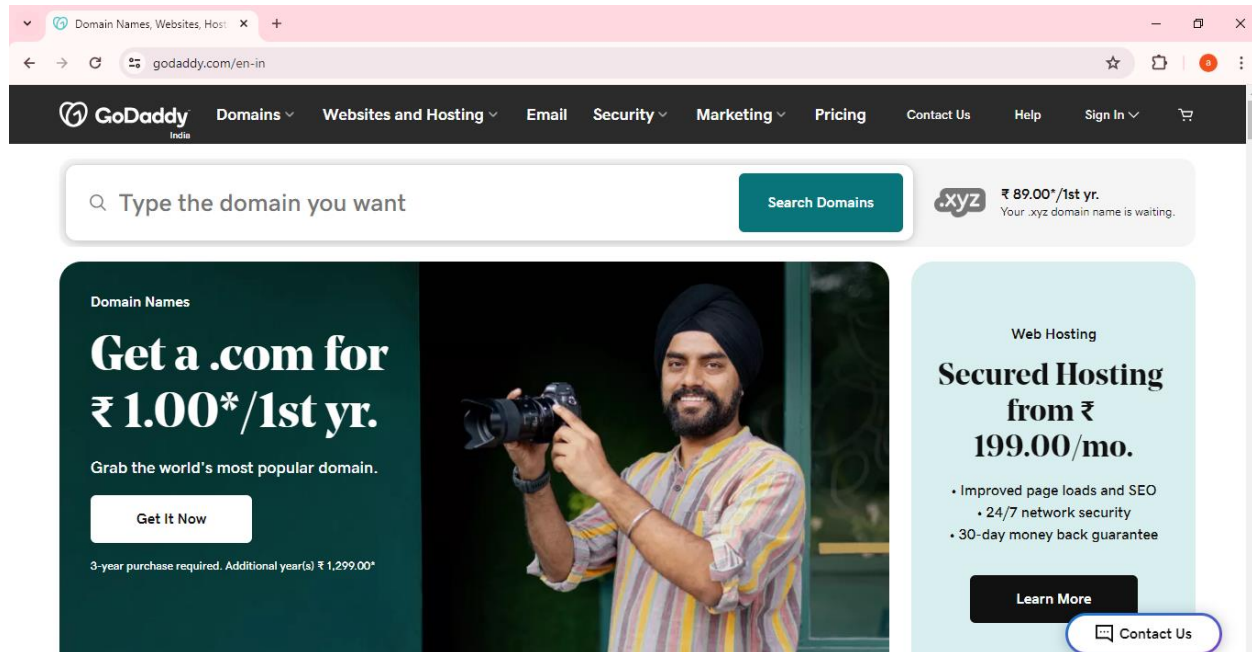 Domain Names, Websites, Host
godaddy.com/en-in
a
GoDaddy
India
Domains
Websites and Hosting
Email
Security
Marketing
Pricing
Contact Us
Help
Sign In
Type the domain you want
Search Domains
.xyz
₹ 89.00*/1st yr.
Your .xyz domain name is waiting.
Domain Names
Get a .com for
₹ 1.00*/1st yr.
Grab the world's most popular domain.
Get It Now
3-year purchase required. Additional year(s) ₹ 1,299.00*
Web Hosting
Secured Hosting
from ₹
199.00/mo.
• Improved page loads and SEO
• 24/7 network security
• 30-day money back guarantee
Learn More
Contact Us